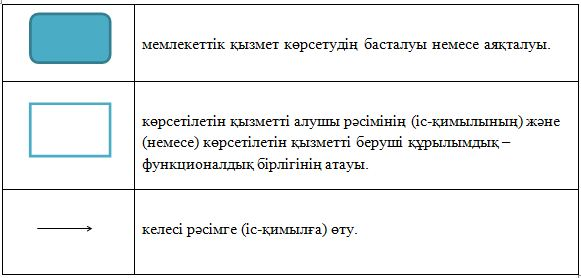 мемлекеттік қызмет көрсетудің басталуы немесе аяқталуы.
көрсетілетін қызметті алушы рәсімінің (іс-қимылының) және
(немесе) көрсетілетін қызметті беруші құрылымдық –
функционалдық бірлігінің атауы.
келесі рәсімге (іс-қимылға) өту.